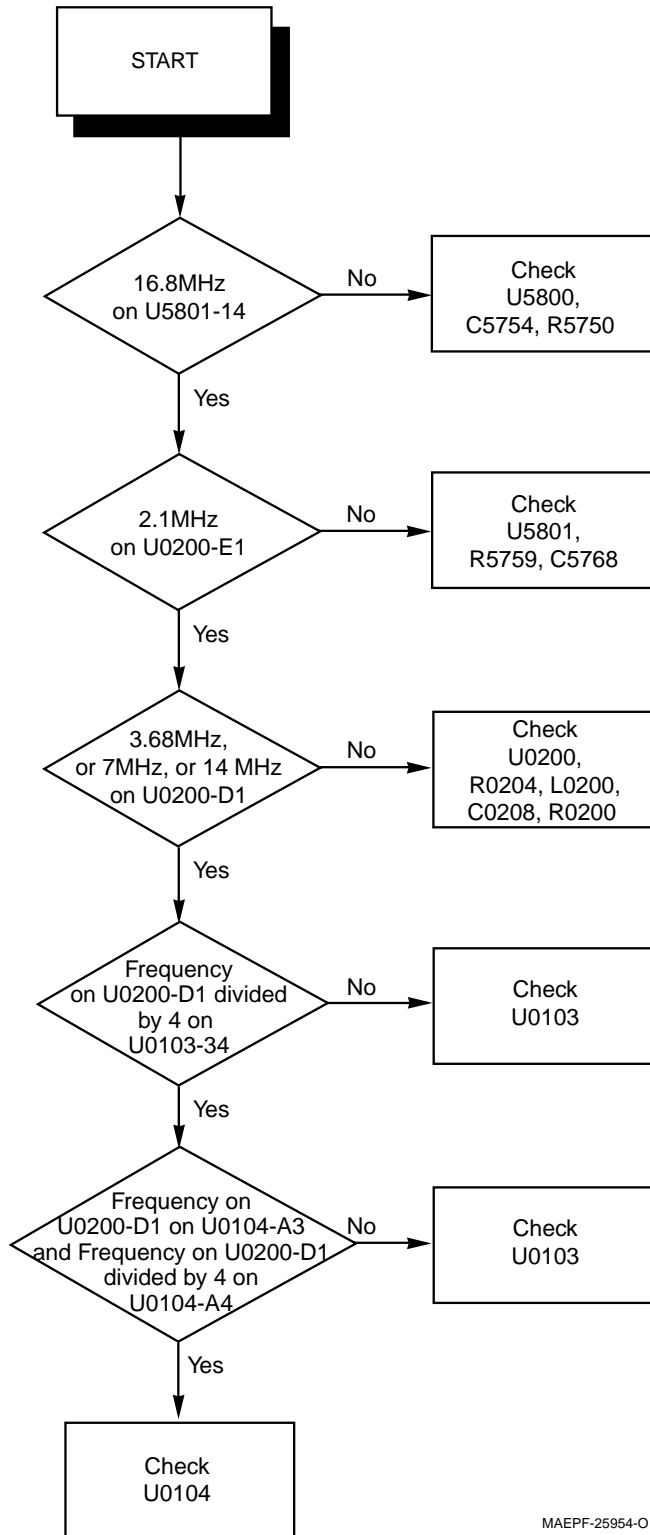 START
16.8MHz
on U5801-14
No
Check
U5800,
C5754, R5750
Yes
2.1MHz
on U0200-E1
No
Check
U5801,
R5759, C5768
Yes
3.68MHz,
or 7MHz, or 14 MHz
on U0200-D1
No
Check
U0200,
R0204, L0200,
C0208, R0200
Yes
Frequency
on U0200-D1 divided
by 4 on
U0103-34
No
Check
U0103
Yes
Frequency on
U0200-D1 on U0104-A3
and Frequency on U0200-D1
divided by 4 on
U0104-A4
No
Check
U0103
Yes
Check
U0104
MAEPF-25954-O